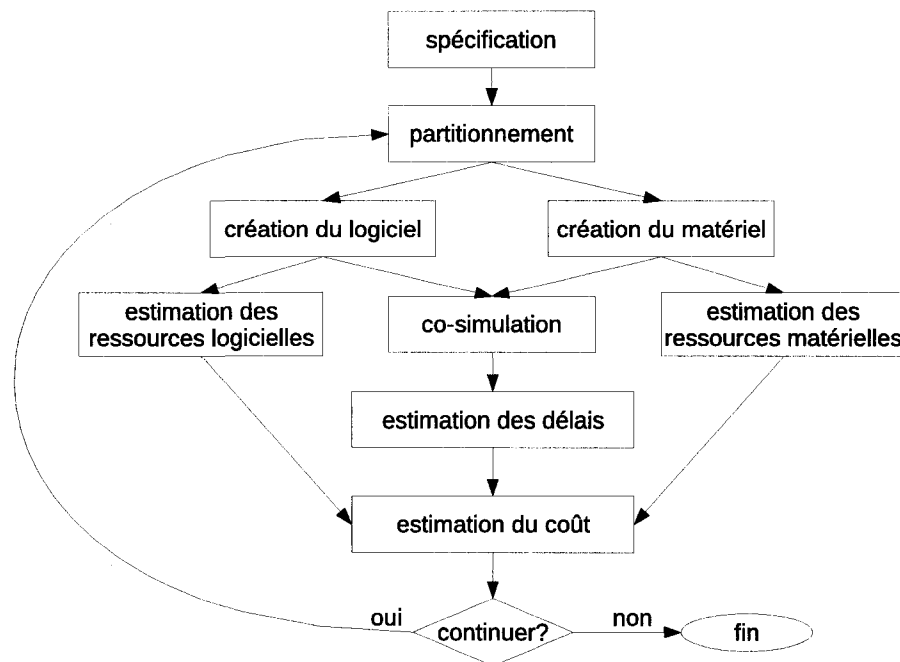 spécification
partitionnement
création du logiciel
création du matériel
estimation des
ressources logicielles
co-simulation
estimation des
ressources matérielles
estimation des délais
estimation du coût
oui
continuer?
non
fin